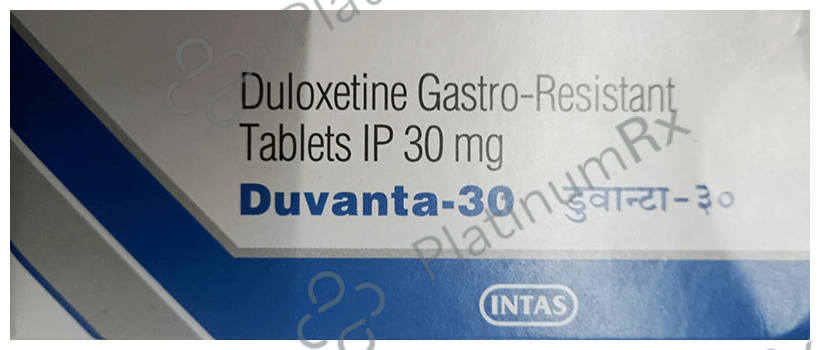 Duloxetine Gastro-Resistant
Tablets IP 30 mg
Duvanta-30 डुवान्टा-३०
INTAS
PlatinumRx